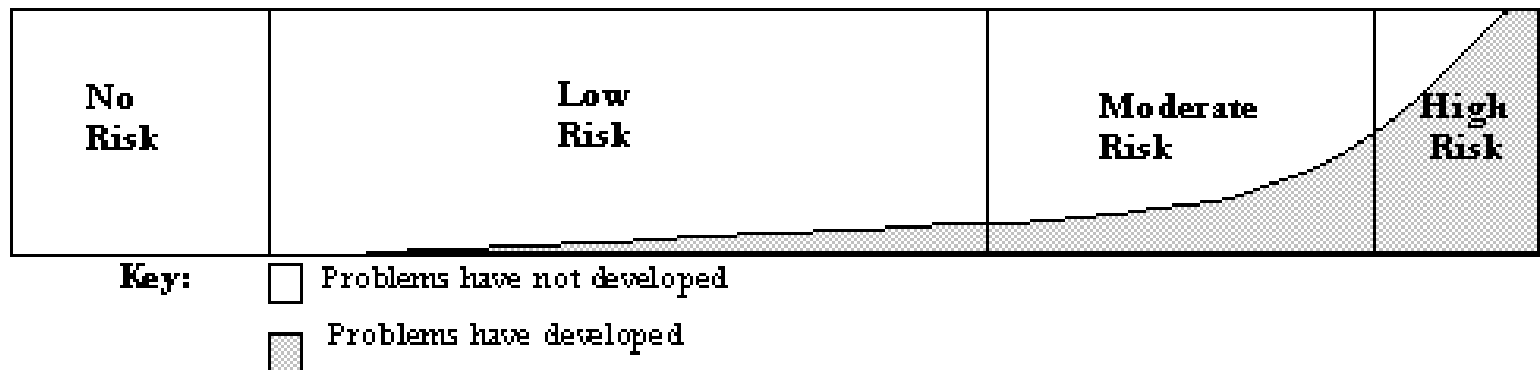 No
Risk
Low
Risk
Moderate
Risk
High
Risk
Key:
Problems have not developed
Problems have developed